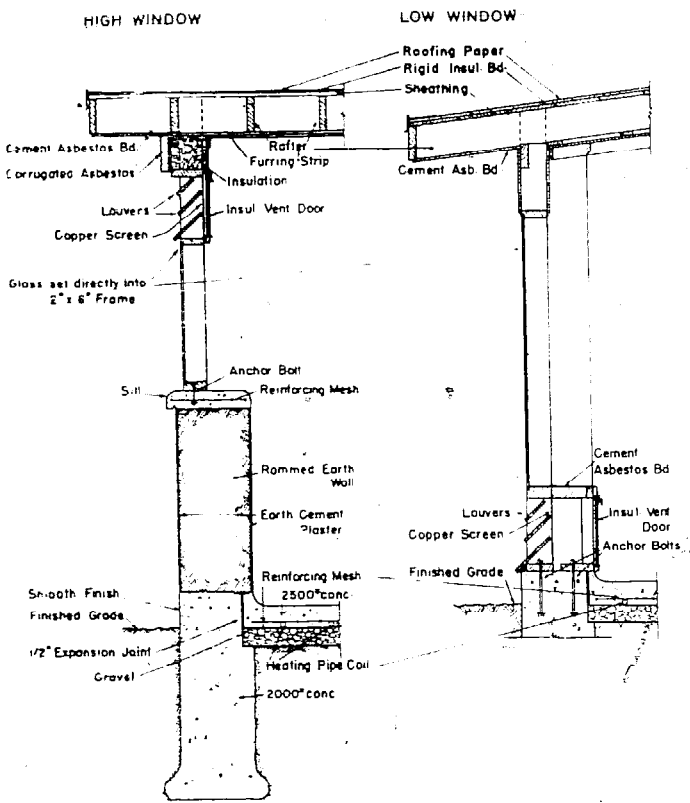 HIGH WINDOW
LOW WINDOW
Roofing Paper
Rigid Insul Bd
Sheathing
Cement Asbestos Bd.
Corrugated Asbestos
Rafter
Furring Strip
Insulation
Cement Asb. Bd
Louvers
Insul Vent Door
Copper Screen
Glass set directly into
2" x 6" Frame
Anchor Bolt
Sill
Reinforcing Mesh
Rammed Earth
Wall
Earth Cement
Plaster
Cement
Asbestos Bd
Louvers
Copper Screen
Insul Vent
Door
Anchor Bolts
Finished Grade
Reinforcing Mesh
2500# conc
Smooth Finish
Finished Grade
1/2" Expansion Joint
Gravel
Heating Pipe Coil
2000# conc